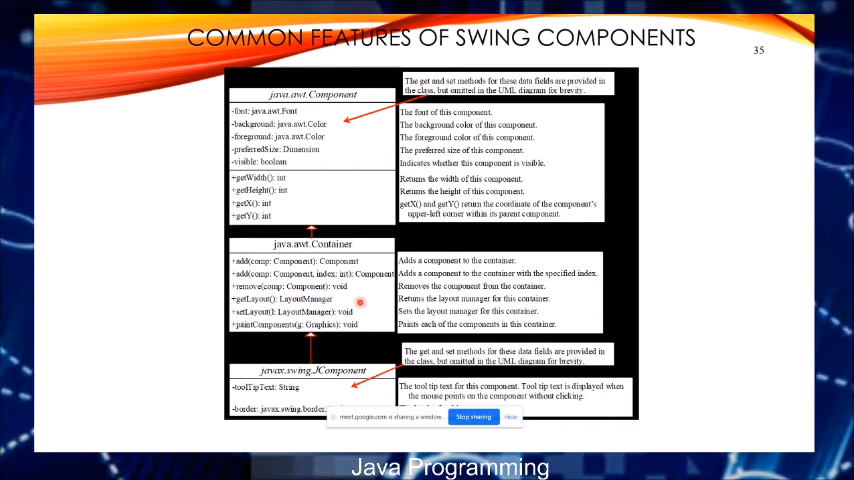 COMMON FEATURES OF SWING COMPONENTS
35
The get and set methods for these data fields are provided in
the class, but omitted in the UML diagram for brevity.
java.awt.Component
-font: java.awt.Font
The font of this component.
-background: java.awt.Color
The background color of this component.
-foreground: java.awt.Color
The foreground color of this component.
-preferredSize: Dimension
The preferred size of this component.
-visible: boolean
Indicates whether this component is visible.
+getWidth(): int
Returns the width of this component.
+getHeight(): int
Returns the height of this component.
+getX(): int
getX() and getY() return the coordinate of the component's
+getY(): int
upper-left corner within its parent component.
java.awt.Container
+add(comp: Component): Component
Adds a component to the container.
+add(comp: Component, index: int): Component
Adds a component to the container with the specified index.
+remove(comp: Component): void
Removes the component from the container.
+getLayout(): LayoutManager
Returns the layout manager for this container.
+setLayout(l: LayoutManager): void
Sets the layout manager for this container.
+paintComponents(g: Graphics): void
Paints each of the components in this container.
The get and set methods for these data fields are provided in
the class, but omitted in the UML diagram for brevity.
javax.swing.JComponent
-toolTipText: String
The tool tip text for this component. Tool tip text is displayed when
the mouse points on the component without clicking.
-border: javax.swing.border.
meet.google.com is sharing a window.
Stop sharing
Hide
Java Programming